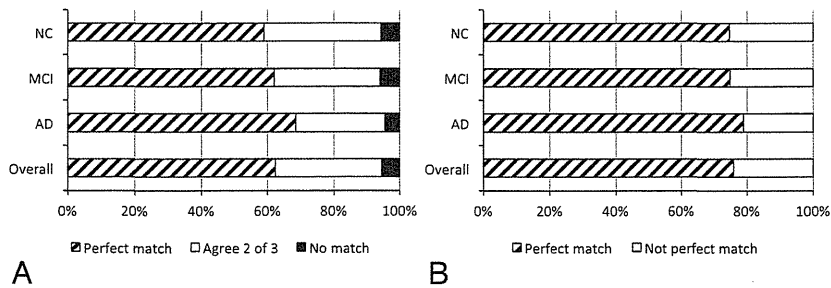 NC
MCI
AD
Overall
0% 20% 40% 60% 80% 100%
Perfect match Agree 2 of 3 No match
A
NC
MCI
AD
Overall
0% 20% 40% 60% 80% 100%
Perfect match Not perfect match
B